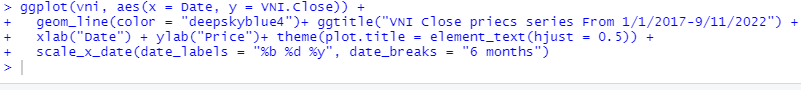 > ggplot(vni, aes(x = Date, y = VNI.Close)) +
+   geom_line(color = "deepskyblue4")+ ggtitle("VNI Close priecs series From 1/1/2017-9/11/2022") +
+   xlab("Date") + ylab("Price")+ theme(plot.title = element_text(hjust = 0.5)) +
+   scale_x_date(date_labels = "%b %d %y", date_breaks = "6 months")
>